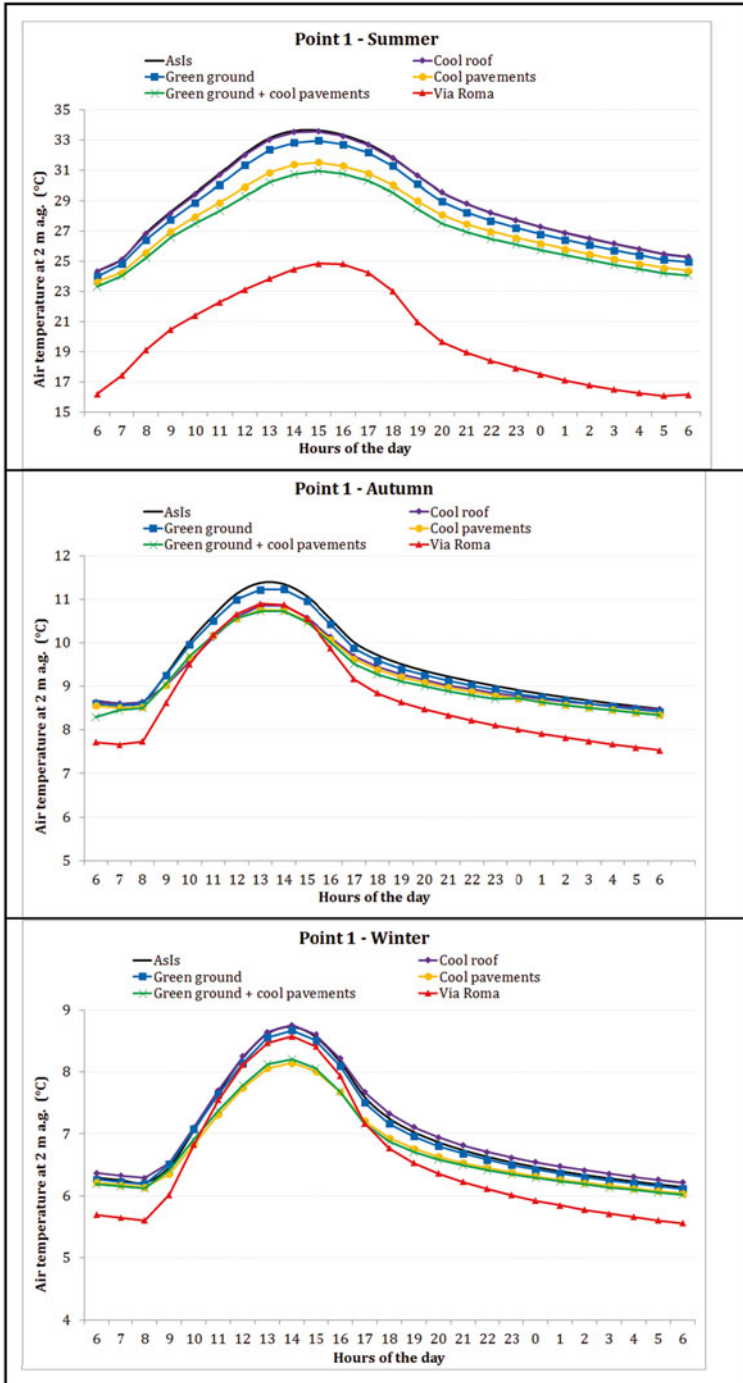 Point 1 - Summer
AsIs
Cool roof
Green ground
Cool pavements
Green ground + cool pavements
Via Roma
Air temperature at 2 m a.g. (°C)
35
33
31
29
27
25
23
21
19
17
15
6 7 8 9 10 11 12 13 14 15 16 17 18 19 20 21 22 23 0 1 2 3 4 5 6
Hours of the day
Point 1 - Autumn
AsIs
Cool roof
Green ground
Cool pavements
Green ground + cool pavements
Via Roma
Air temperature at 2 m a.g. (°C)
12
11
10
9
8
7
6
5
6 7 8 9 10 11 12 13 14 15 16 17 18 19 20 21 22 23 0 1 2 3 4 5 6
Hours of the day
Point 1 - Winter
AsIs
Cool roof
Green ground
Cool pavements
Green ground + cool pavements
Via Roma
Air temperature at 2 m a.g. (°C)
9
8
7
6
5
4
6 7 8 9 10 11 12 13 14 15 16 17 18 19 20 21 22 23 0 1 2 3 4 5 6
Hours of the day